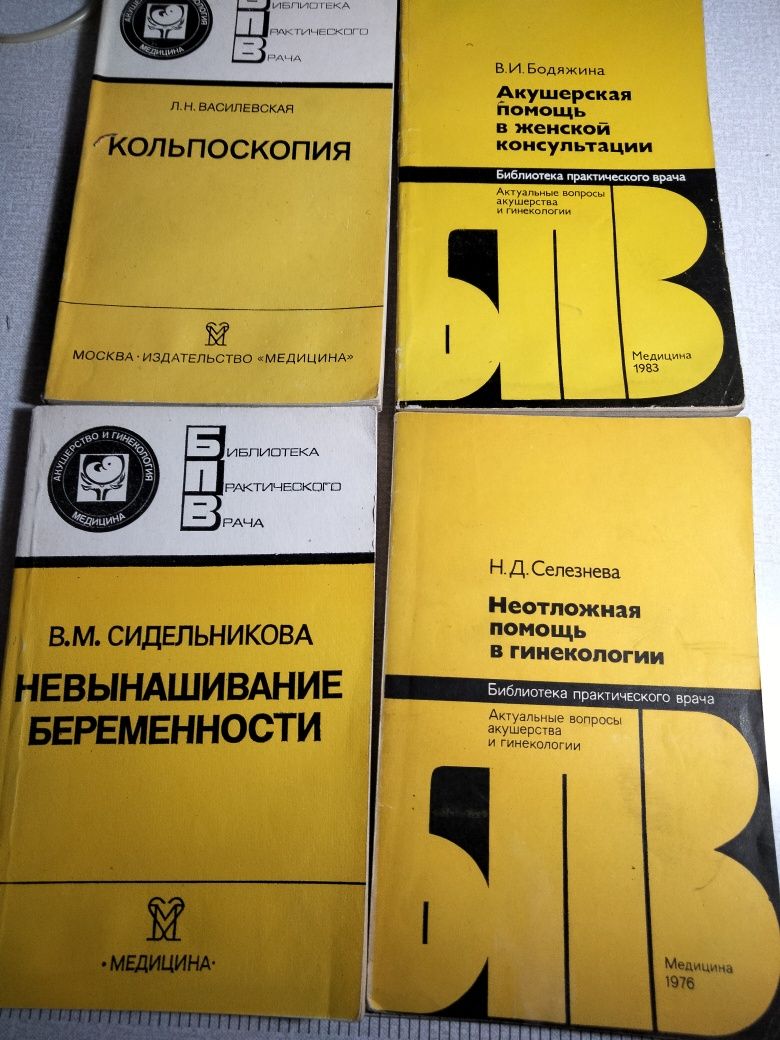 АКУШЕРСТВО И ГИНЕКОЛОГИЯ
МЕДИЦИНА
БИБЛИОТЕКА
ПРАКТИЧЕСКОГО
ВРАЧА
Л.Н. ВАСИЛЕВСКАЯ
КОЛЬПОСКОПИЯ
МОСКВА · ИЗДАТЕЛЬСТВО «МЕДИЦИНА»
В.И. Бодяжина
Акушерская
помощь
в женской
консультации
Библиотека практического врача
Актуальные вопросы
акушерства
и гинекологии
БПВ
Медицина
1983
АКУШЕРСТВО И ГИНЕКОЛОГИЯ
МЕДИЦИНА
БИБЛИОТЕКА
ПРАКТИЧЕСКОГО
ВРАЧА
В.М. СИДЕЛЬНИКОВА
НЕВЫНАШИВАНИЕ
БЕРЕМЕННОСТИ
·МЕДИЦИНА·
Н.Д. Селезнева
Неотложная
помощь
в гинекологии
Библиотека практического врача
Актуальные вопросы
акушерства
и гинекологии
БПВ
Медицина
1976